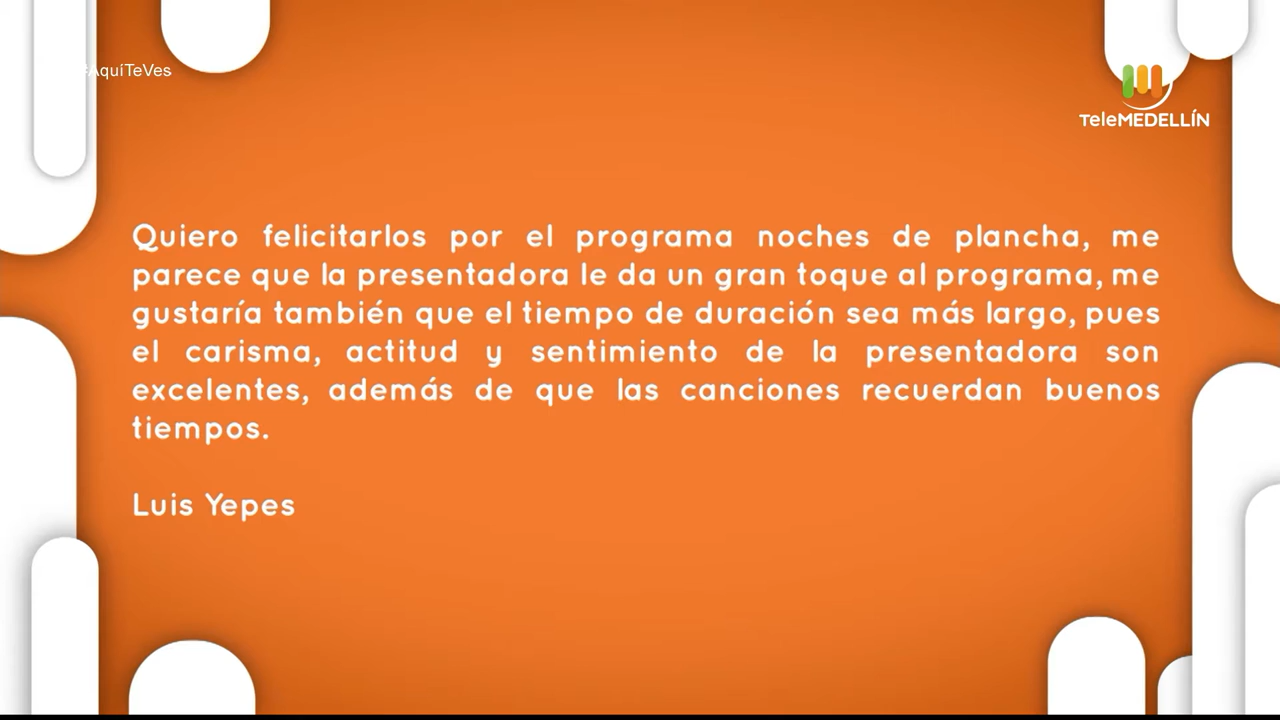 #AquíTeVes
TeleMEDELLÍN
Quiero felicitarlos por el programa noches de plancha, me
parece que la presentadora le da un gran toque al programa, me
gustaría también que el tiempo de duración sea más largo, pues
el carisma, actitud y sentimiento de la presentadora son
excelentes, además de que las canciones recuerdan buenos
tiempos.
Luis Yepes